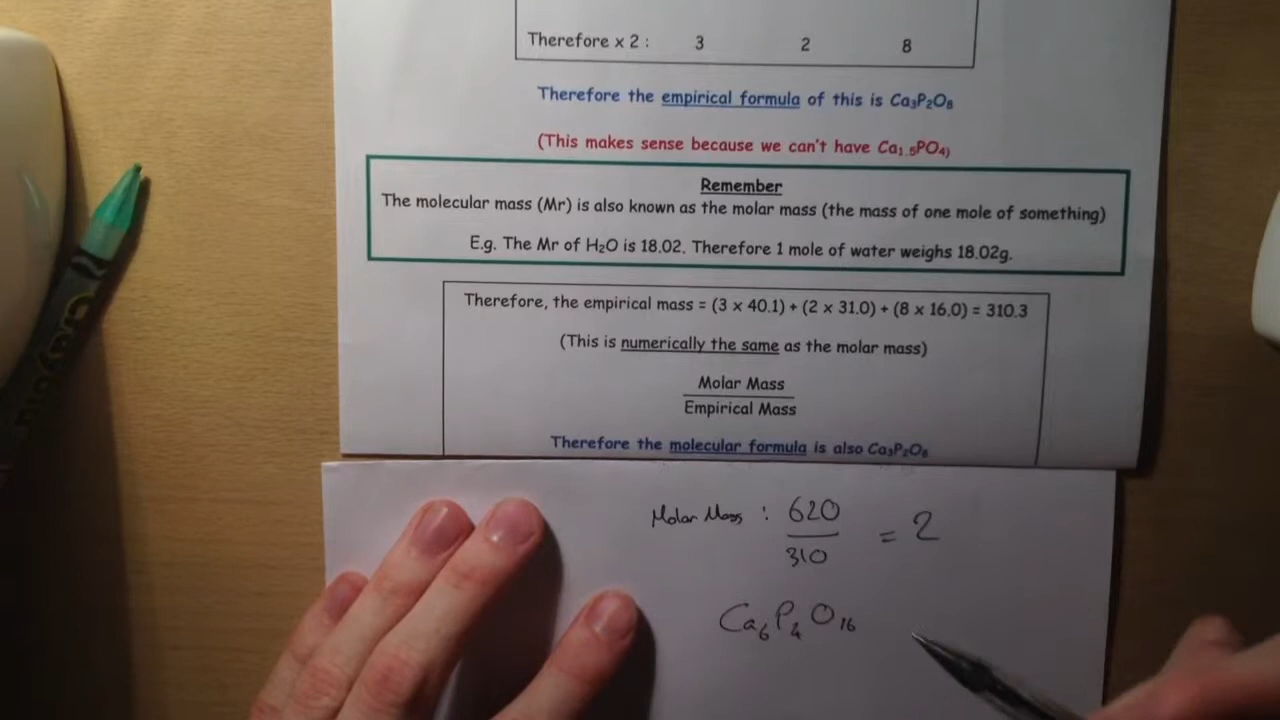 Therefore x 2 : 3 2 8
Therefore the empirical formula of this is Ca₃P₂O₈
(This makes sense because we can't have Ca₁.₅PO₄)
Remember
The molecular mass (Mr) is also known as the molar mass (the mass of one mole of something)
E.g. The Mr of H₂O is 18.02. Therefore 1 mole of water weighs 18.02g.
Therefore, the empirical mass = (3 x 40.1) + (2 x 31.0) + (8 x 16.0) = 310.3
(This is numerically the same as the molar mass)
Molar Mass
Empirical Mass
Therefore the molecular formula is also Ca₃P₂O₈
Molar Mass : 620
310
= 2
Ca₆P₄O₁₆